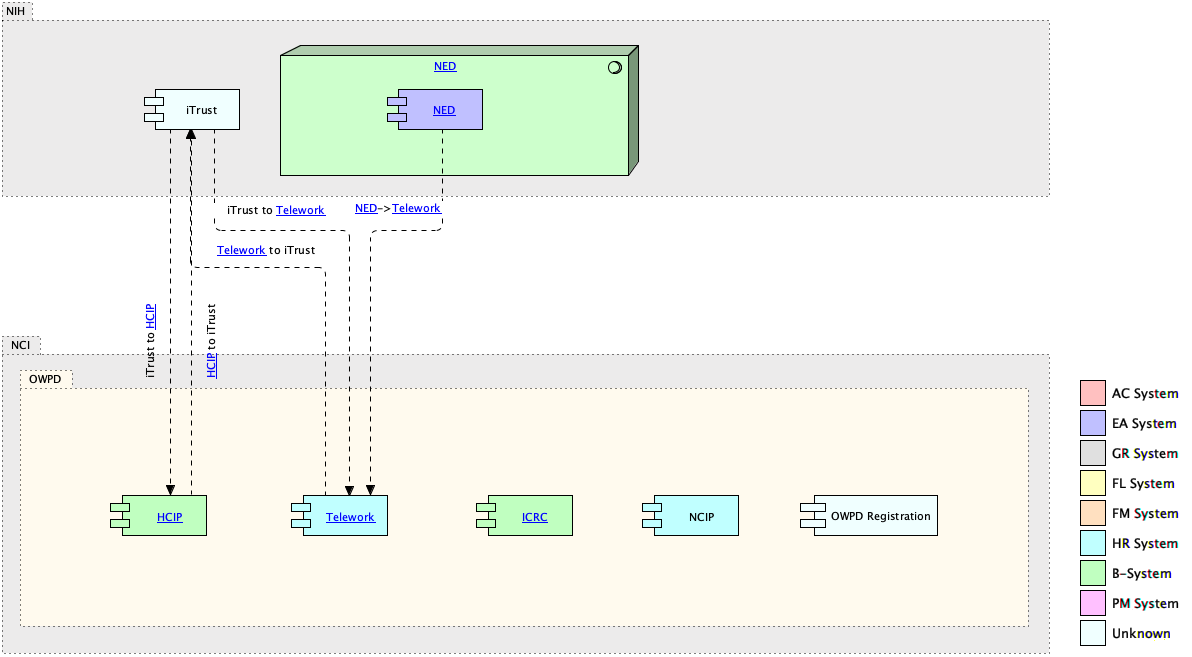 NIH
NED
iTrust
NED
iTrust to Telework
NED->Telework
Telework to iTrust
iTrust to HCIP
HCIP to iTrust
NCI
OWPD
HCIP
Telework
ICRC
NCIP
OWPD Registration
AC System
EA System
GR System
FL System
FM System
HR System
B-System
PM System
Unknown